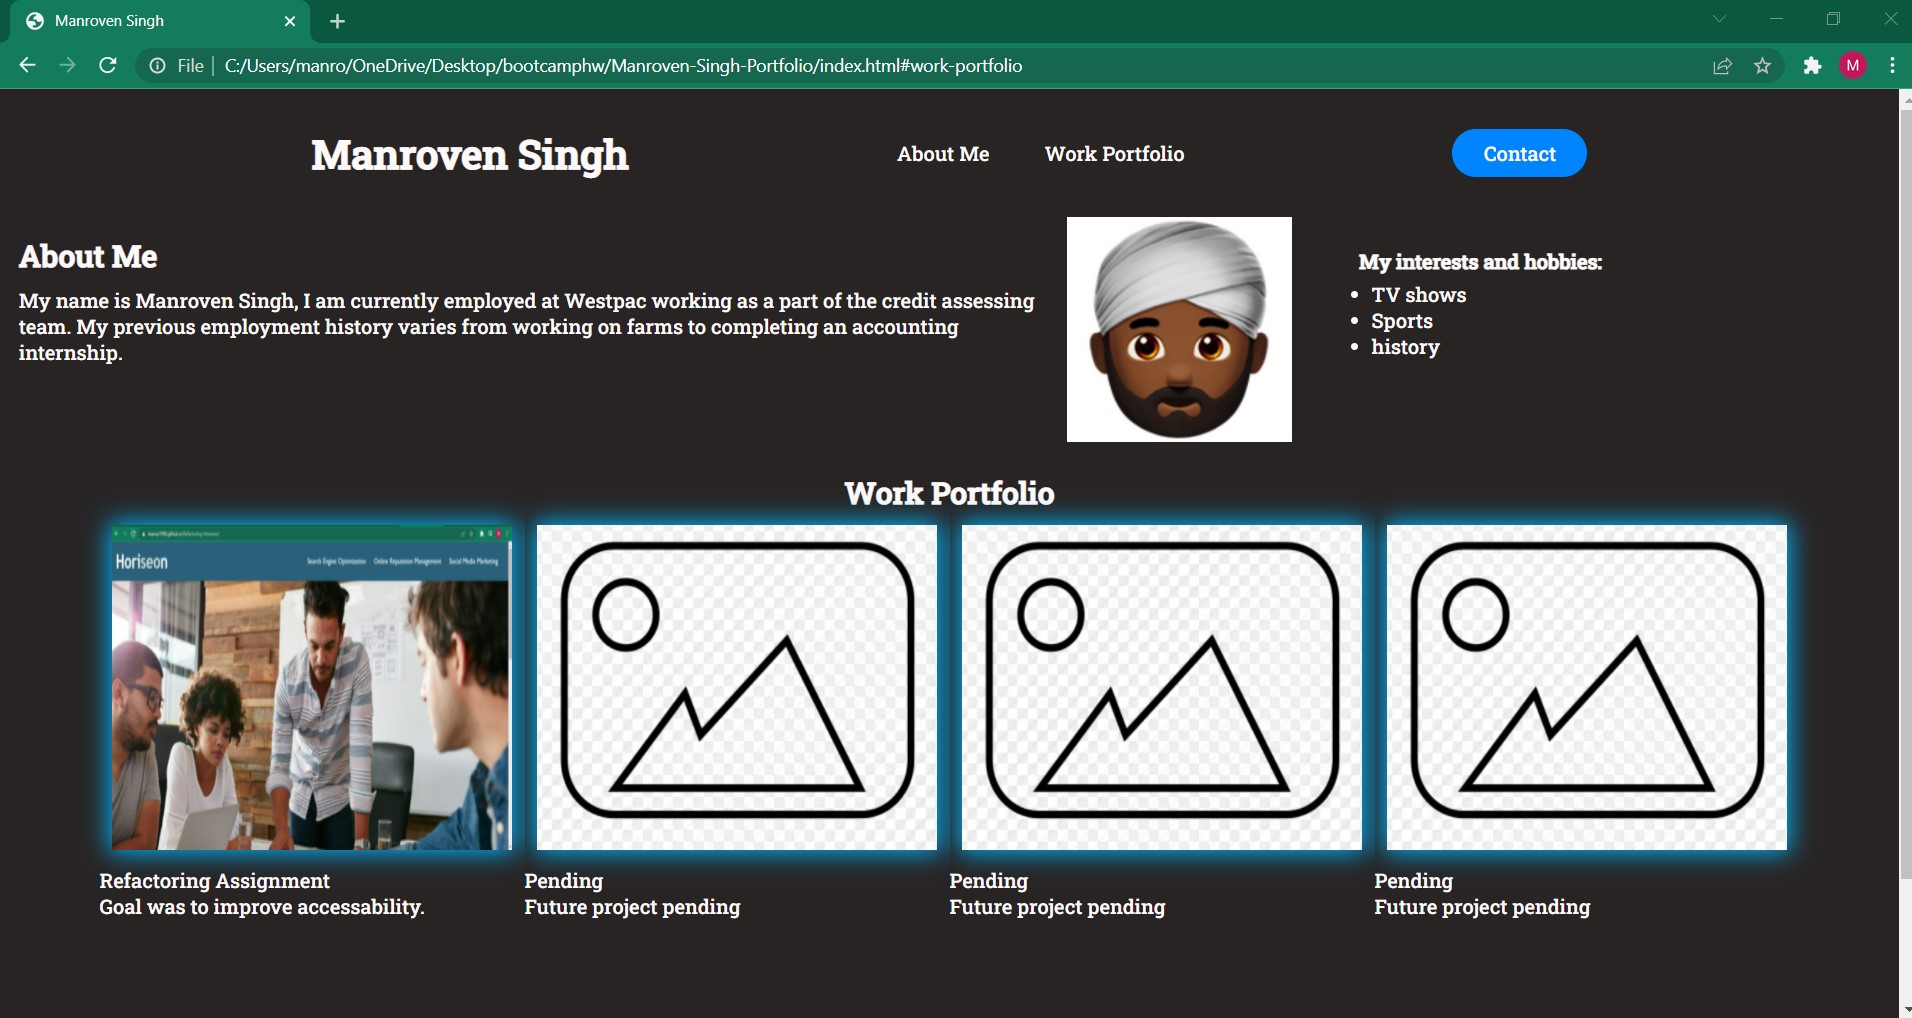 Manroven Singh
File
C:/Users/manro/OneDrive/Desktop/bootcamphw/Manroven-Singh-Portfolio/index.html#work-portfolio
M
Manroven Singh
About Me
Work Portfolio
Contact
About Me
My name is Manroven Singh, I am currently employed at Westpac working as a part of the credit assessing
team. My previous employment history varies from working on farms to completing an accounting
internship.
My interests and hobbies:
TV shows
Sports
history
Work Portfolio
Horiseon
Search Engine Optimization
Online Reputation Management
Social Media Marketing
Refactoring Assignment
Goal was to improve accessability.
Pending
Future project pending
Pending
Future project pending
Pending
Future project pending